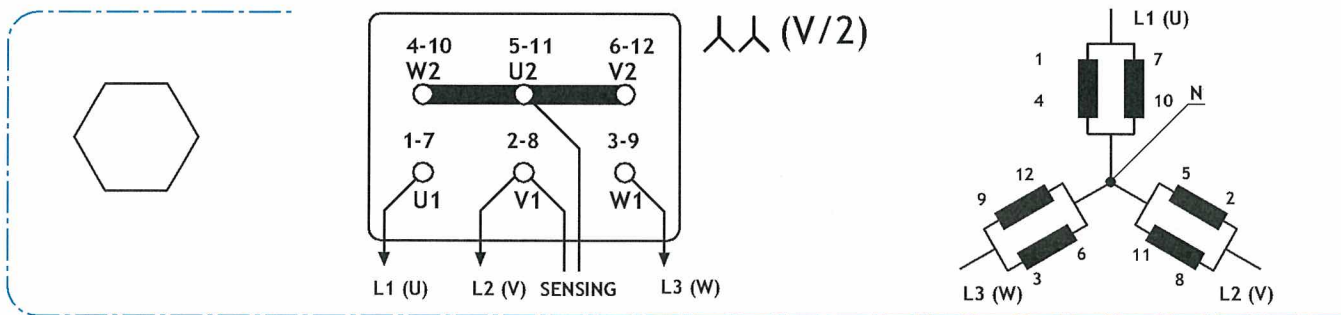 (V/2)
4-10 5-11 6-12
W2 U2 V2
1-7 2-8 3-9
U1 V1 W1
L1 (U) L2 (V) SENSING L3 (W)
L1 (U)
1 7
4 10 N
12 5
9 2
3 6 11 8
L3 (W) L2 (V)